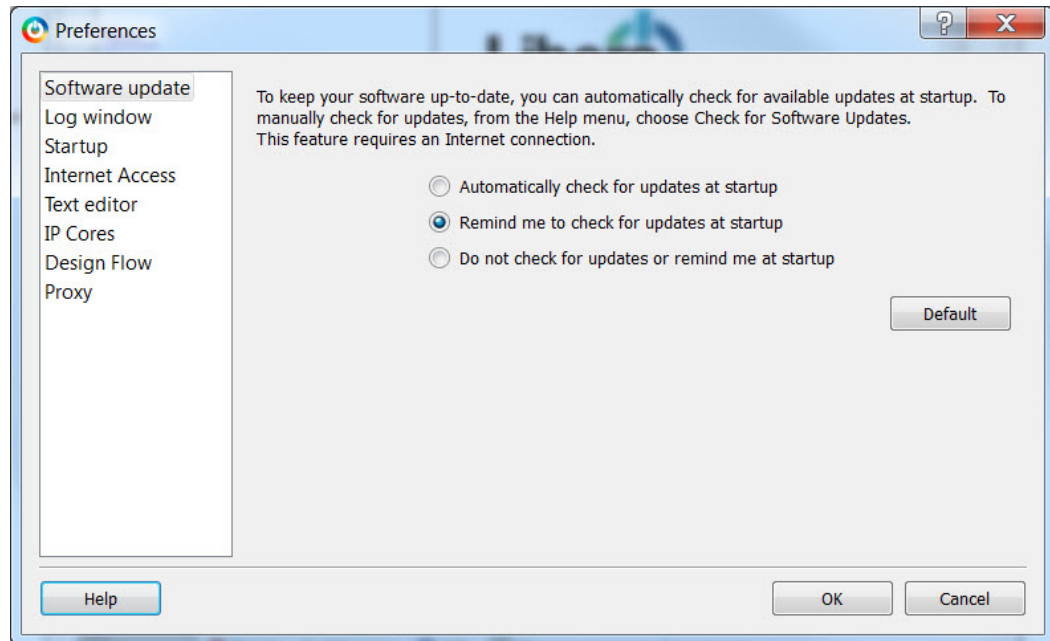 Preferences
Software update
Log window
Startup
Internet Access
Text editor
IP Cores
Design Flow
Proxy
To keep your software up-to-date, you can automatically check for available updates at startup.  To
manually check for updates, from the Help menu, choose Check for Software Updates.
This feature requires an Internet connection.
Automatically check for updates at startup
Remind me to check for updates at startup
Do not check for updates or remind me at startup
Default
Help
OK
Cancel